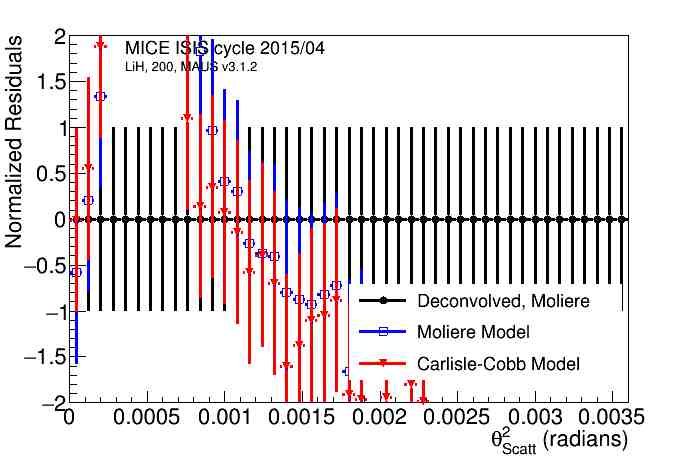 MICE ISIS cycle 2015/04
LiH, 200, MAUS v3.1.2
Normalized Residuals
2
1.5
1
0.5
0
−0.5
−1
−1.5
−2
Deconvolved, Moliere
Moliere Model
Carlisle-Cobb Model
0 0.0005 0.001 0.0015 0.002 0.0025 0.003 0.0035
θ²Scatt (radians)